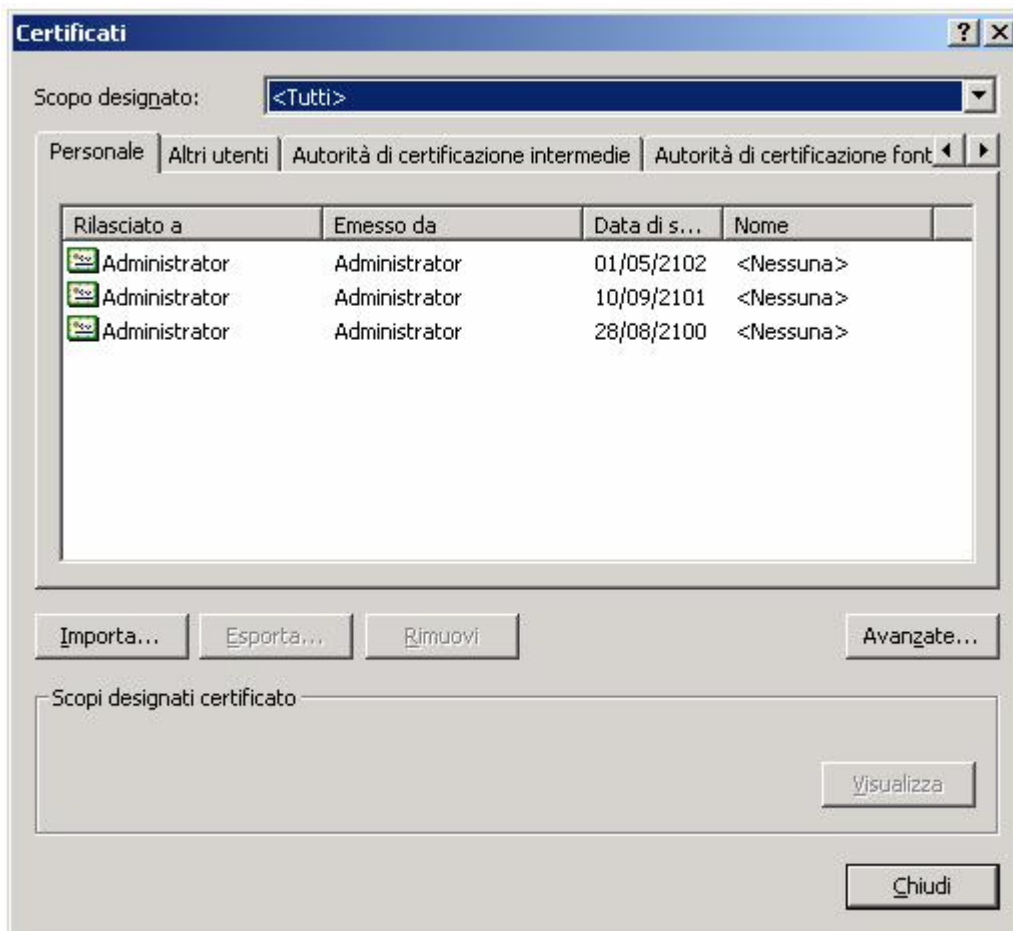 Certificati
Scopo designato: <Tutti>
Personale Altri utenti Autorità di certificazione intermedie Autorità di certificazione font
Rilasciato a Emesso da Data di s... Nome
Administrator Administrator 01/05/2102 <Nessuna>
Administrator Administrator 10/09/2101 <Nessuna>
Administrator Administrator 28/08/2100 <Nessuna>
Importa... Esporta... Rimuovi Avanzate...
Scopi designati certificato
Visualizza
Chiudi